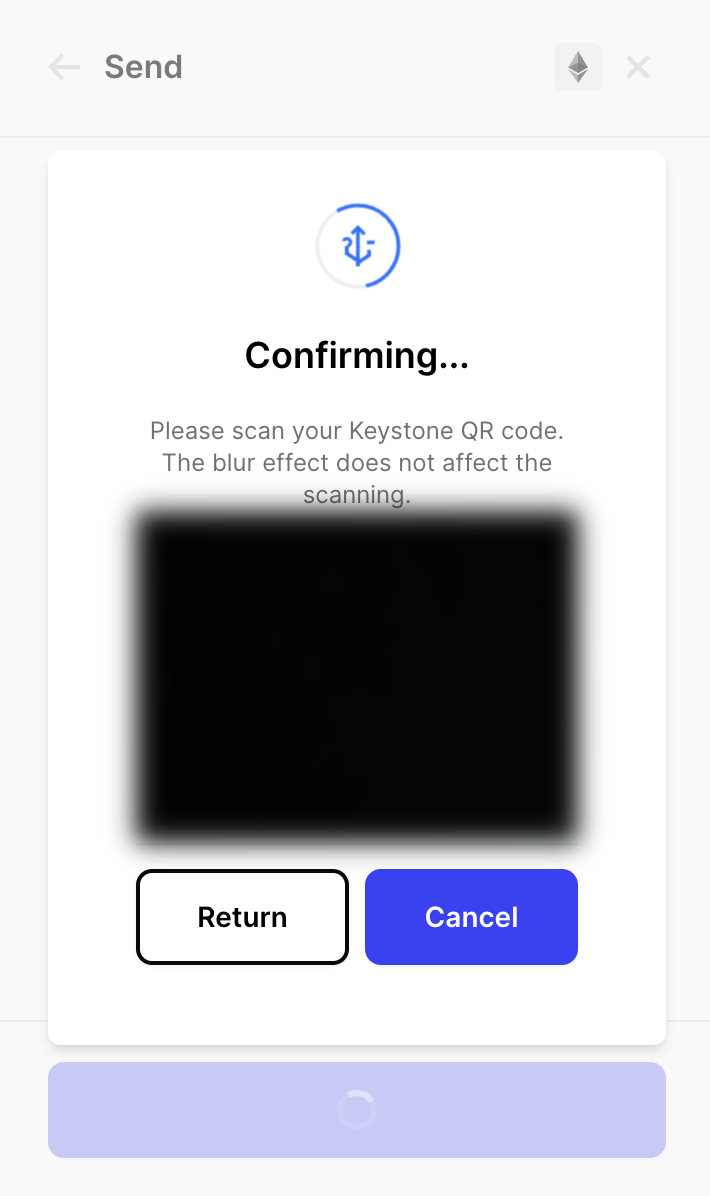 Send
Confirming...
Please scan your Keystone QR code.
The blur effect does not affect the
scanning.
Return
Cancel